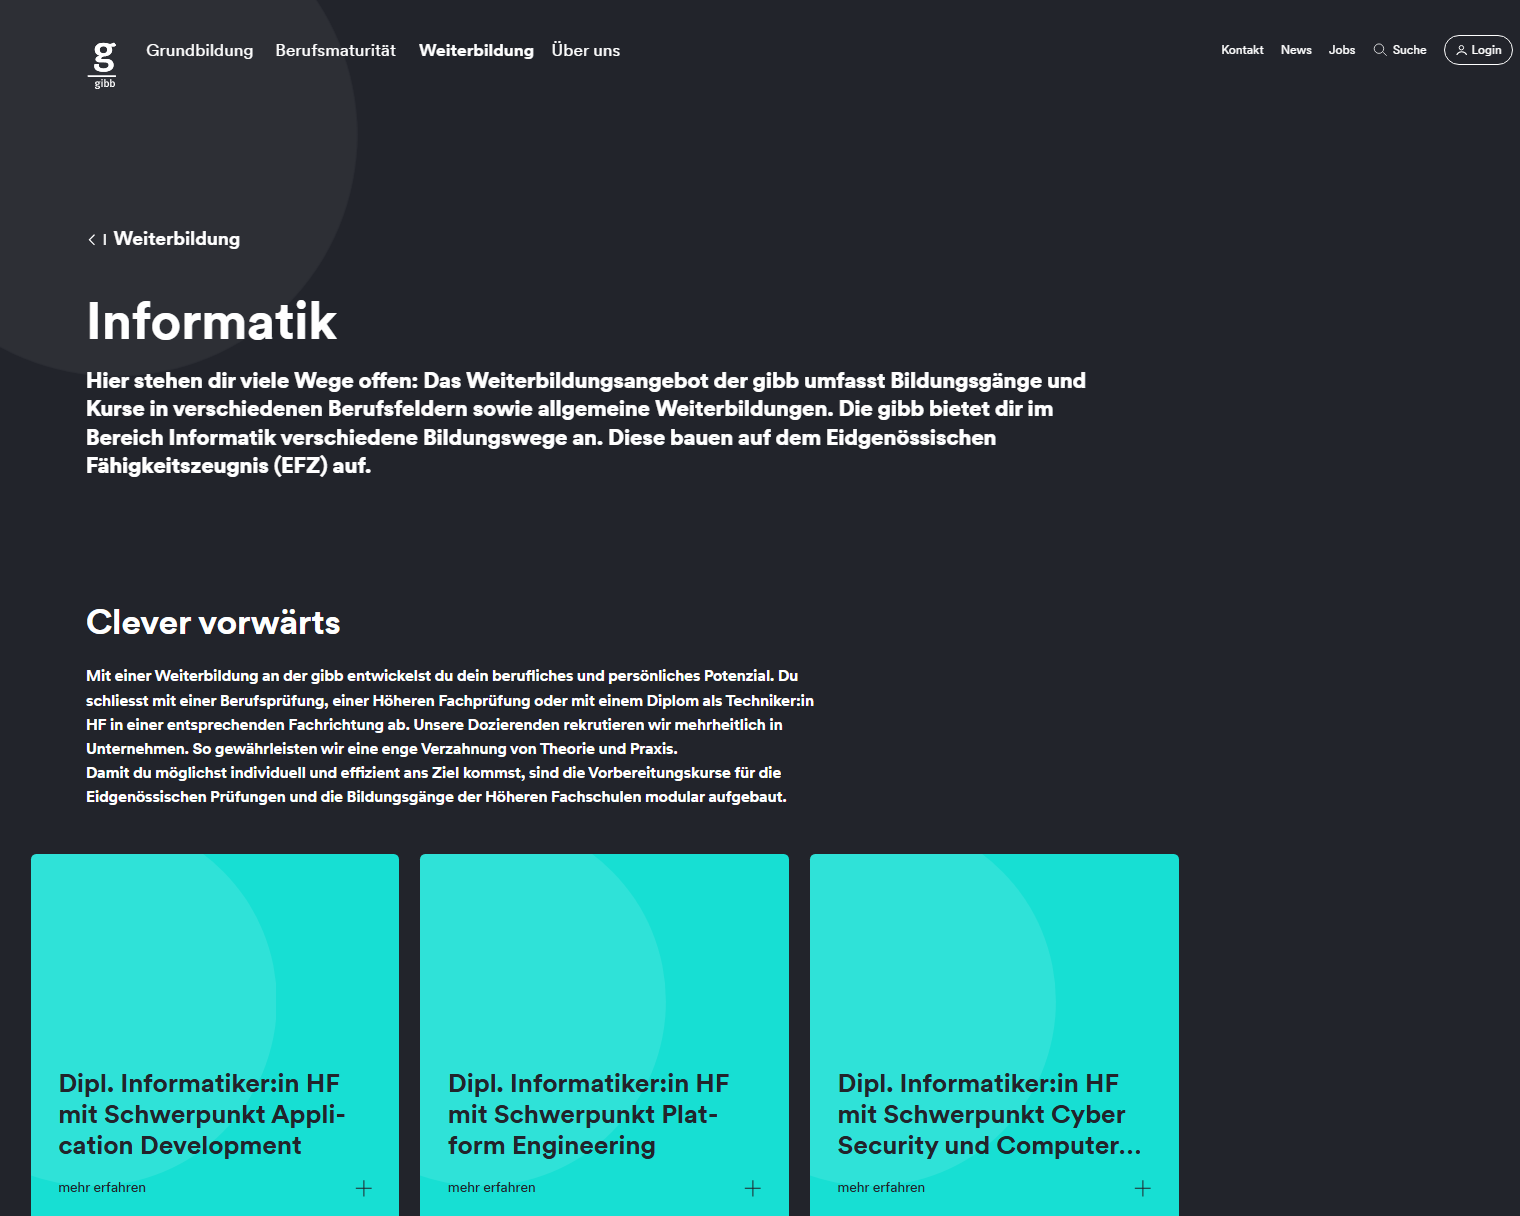 g
gibb
Grundbildung
Berufsmaturität
Weiterbildung
Über uns
Kontakt
News
Jobs
Suche
Login
Weiterbildung
Informatik
Hier stehen dir viele Wege offen: Das Weiterbildungsangebot der gibb umfasst Bildungsgänge und
Kurse in verschiedenen Berufsfeldern sowie allgemeine Weiterbildungen. Die gibb bietet dir im
Bereich Informatik verschiedene Bildungswege an. Diese bauen auf dem Eidgenössischen
Fähigkeitszeugnis (EFZ) auf.
Clever vorwärts
Mit einer Weiterbildung an der gibb entwickelst du dein berufliches und persönliches Potenzial. Du
schliesst mit einer Berufsprüfung, einer Höheren Fachprüfung oder mit einem Diplom als Techniker:in
HF in einer entsprechenden Fachrichtung ab. Unsere Dozierenden rekrutieren wir mehrheitlich in
Unternehmen. So gewährleisten wir eine enge Verzahnung von Theorie und Praxis.
Damit du möglichst individuell und effizient ans Ziel kommst, sind die Vorbereitungskurse für die
Eidgenössischen Prüfungen und die Bildungsgänge der Höheren Fachschulen modular aufgebaut.
Dipl. Informatiker:in HF
mit Schwerpunkt Appli-
cation Development
mehr erfahren
Dipl. Informatiker:in HF
mit Schwerpunkt Plat-
form Engineering
mehr erfahren
Dipl. Informatiker:in HF
mit Schwerpunkt Cyber
Security und Computer...
mehr erfahren